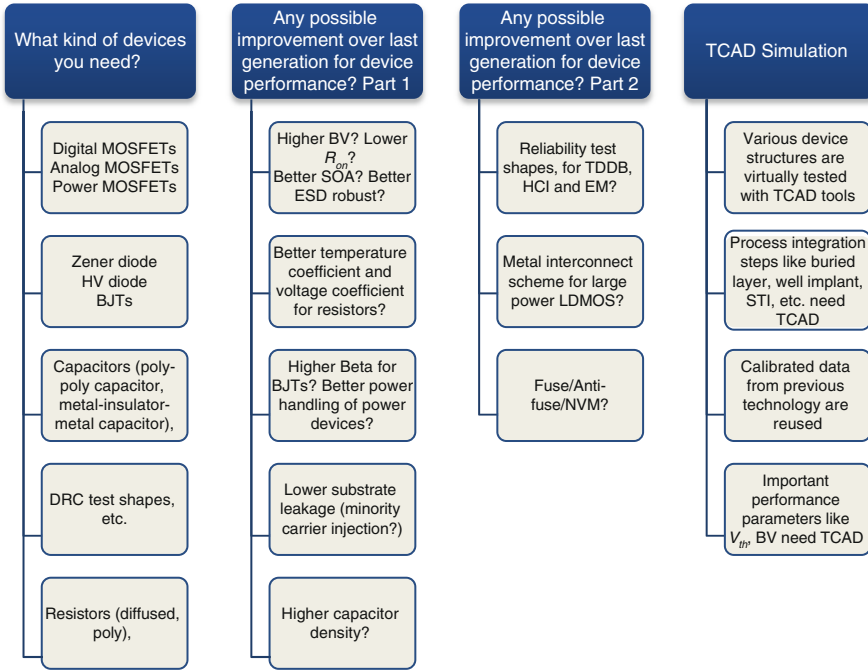 What kind of devices
you need?
Digital MOSFETs
Analog MOSFETs
Power MOSFETs
Zener diode
HV diode
BJTs
Capacitors (poly-
poly capacitor,
metal-insulator-
metal capacitor),
DRC test shapes,
etc.
Resistors (diffused,
poly),
Any possible
improvement over last
generation for device
performance? Part 1
Higher BV? Lower
Ron?
Better SOA? Better
ESD robust?
Better temperature
coefficient and
voltage coefficient
for resistors?
Higher Beta for
BJTs? Better power
handling of power
devices?
Lower substrate
leakage (minority
carrier injection?)
Higher capacitor
density?
Any possible
improvement over last
generation for device
performance? Part 2
Reliability test
shapes, for TDDB,
HCI and EM?
Metal interconnect
scheme for large
power LDMOS?
Fuse/Anti-
fuse/NVM?
TCAD Simulation
Various device
structures are
virtually tested
with TCAD tools
Process integration
steps like buried
layer, well implant,
STI, etc. need
TCAD
Calibrated data
from previous
technology are
reused
Important
performance
parameters like
Vth, BV need TCAD